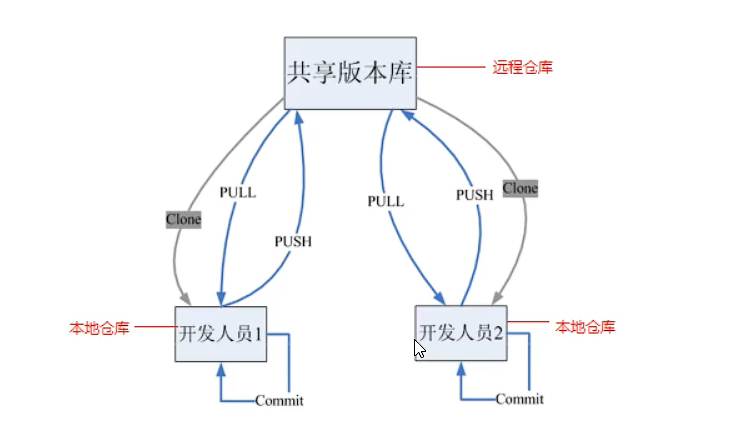 共享版本库
远程仓库
Clone
PULL
PUSH
PULL
PUSH
Clone
本地仓库
开发人员1
Commit
开发人员2
本地仓库
Commit